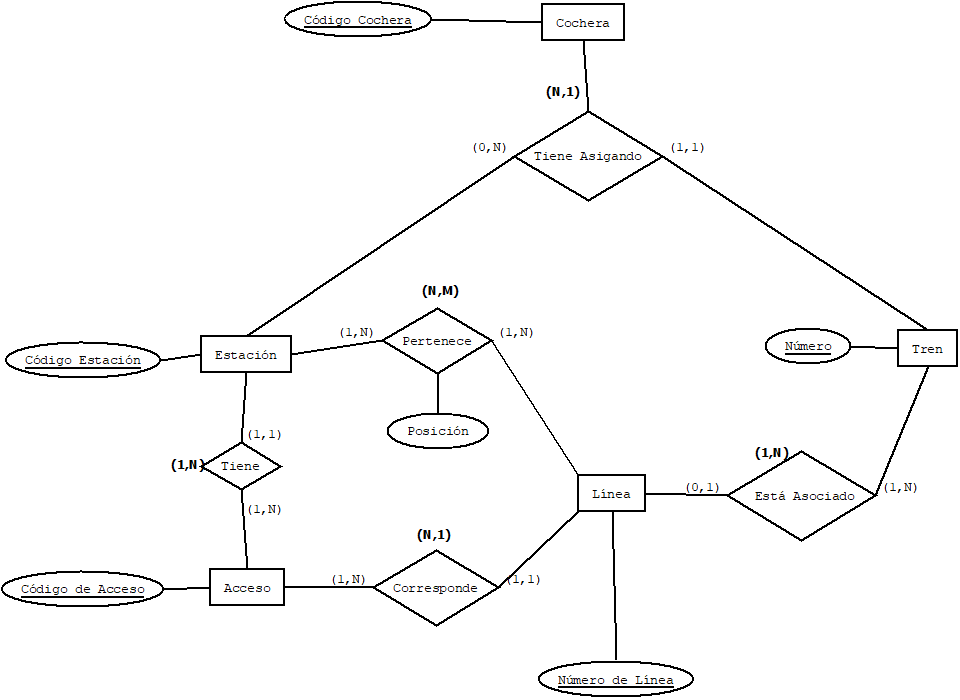 Código Cochera
Cochera
(N,1)
(0,N)
Tiene Asigando
(1,1)
(N,M)
(1,N)
Pertenece
(1,N)
Código Estación
Estación
Número
Tren
Posición
(1,1)
(1,N)
Tiene
(1,N)
(1,N)
Línea
(0,1)
Está Asociado
(1,N)
(N,1)
Código de Acceso
Acceso
(1,N)
Corresponde
(1,1)
Número de Línea